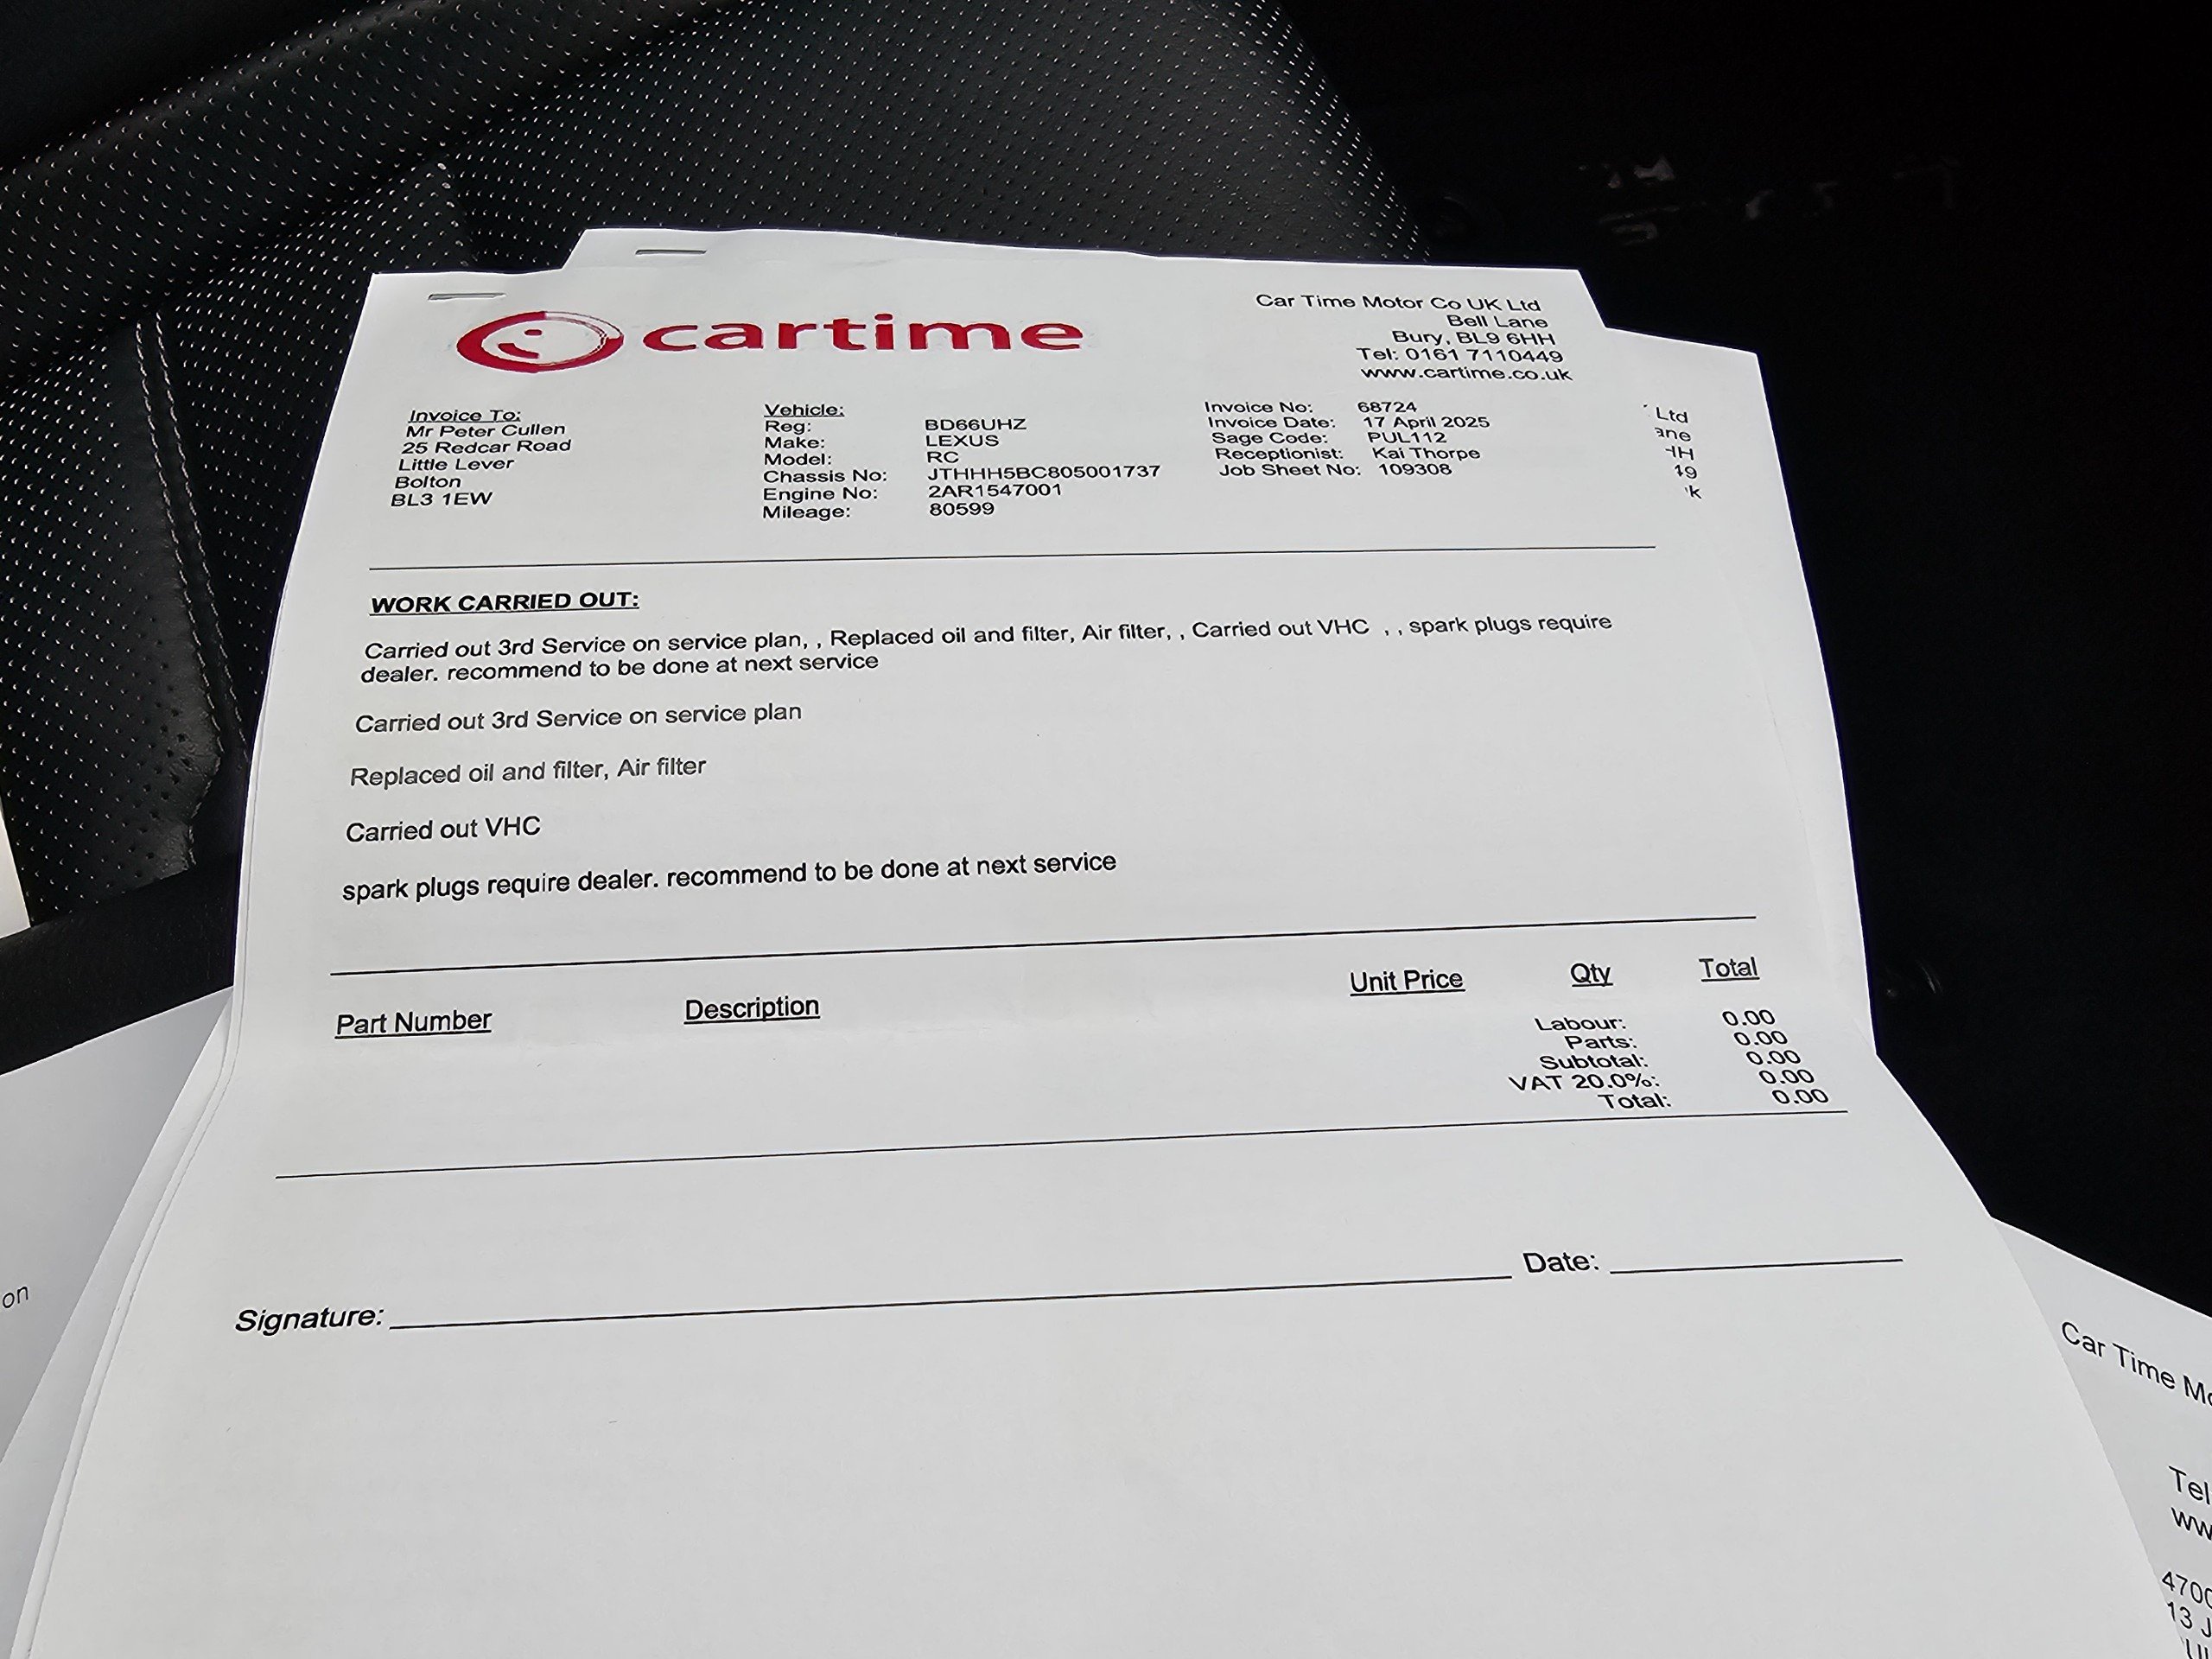 cartime
Car Time Motor Co UK Ltd
Bell Lane
Bury, BL9 6HH
Tel: 0161 7110449
www.cartime.co.uk
Invoice To:
Mr Peter Cullen
25 Redcar Road
Little Lever
Bolton
BL3 1EW
Vehicle:
Reg: BD66UHZ
Make: LEXUS
Model: RC
Chassis No: JTHHH5BC805001737
Engine No: 2AR1547001
Mileage: 80599
Invoice No: 68724
Invoice Date: 17 April 2025
Sage Code: PUL112
Receptionist: Kai Thorpe
Job Sheet No: 109308
Ltd
WORK CARRIED OUT:
Carried out 3rd Service on service plan, , Replaced oil and filter, Air filter, , Carried out VHC , , spark plugs require
dealer. recommend to be done at next service
Carried out 3rd Service on service plan
Replaced oil and filter, Air filter
Carried out VHC
spark plugs require dealer. recommend to be done at next service
Part Number Description Unit Price Qty Total
Labour: 0.00
Parts: 0.00
Subtotal: 0.00
VAT 20.0%: 0.00
Total: 0.00
Signature: Date:
on
Car Time
Tel